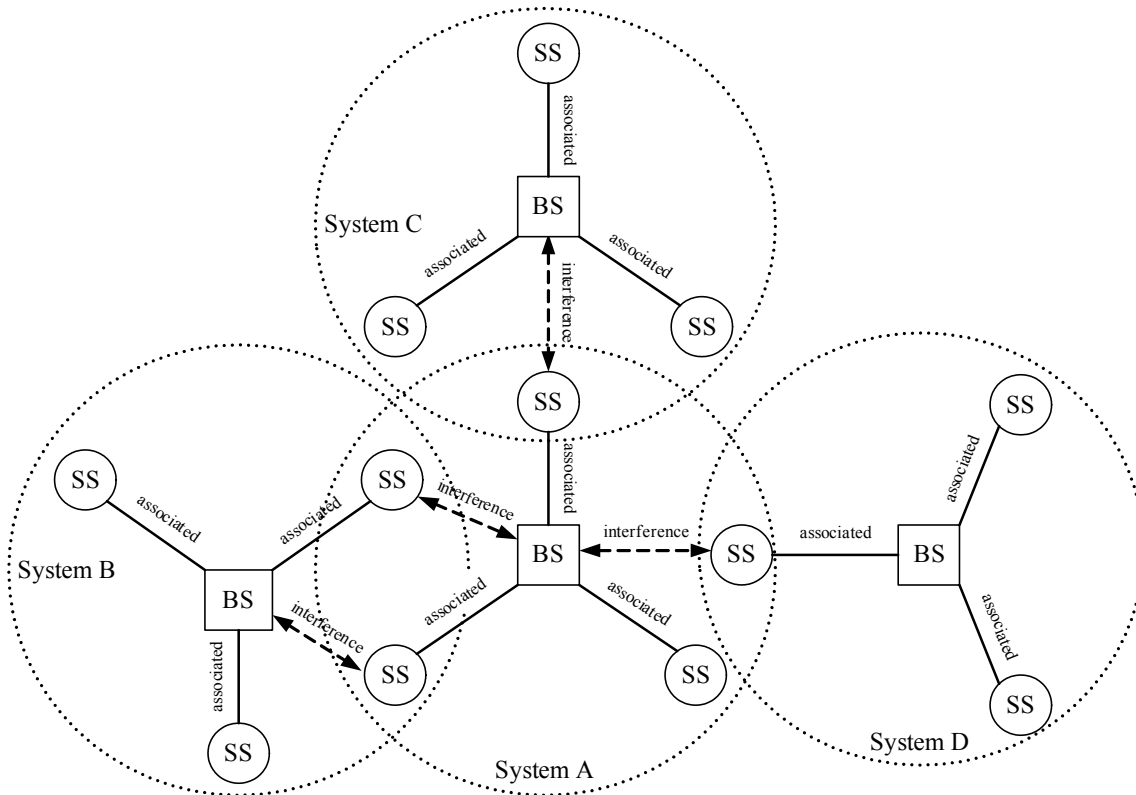 SS
associated
BS
System C
associated
associated
interference
SS
SS
SS
SS
associated
SS
SS
associated
associated
interference
associated
interference
BS
SS
associated
BS
System B
BS
interference
associated
associated
associated
associated
SS
SS
SS
SS
System D
System A